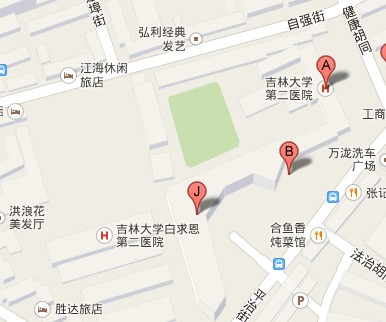 埠街
弘利经典
发艺
自强街
健康胡同
江海休闲
旅店
吉林大学
第二医院
A
H
工商
B
万泷洗车
广场
J
张记
洪浪花
美发厅
H
吉林大学白求恩
第二医院
合鱼香
炖菜馆
法治胡
平治街
P
胜达旅店